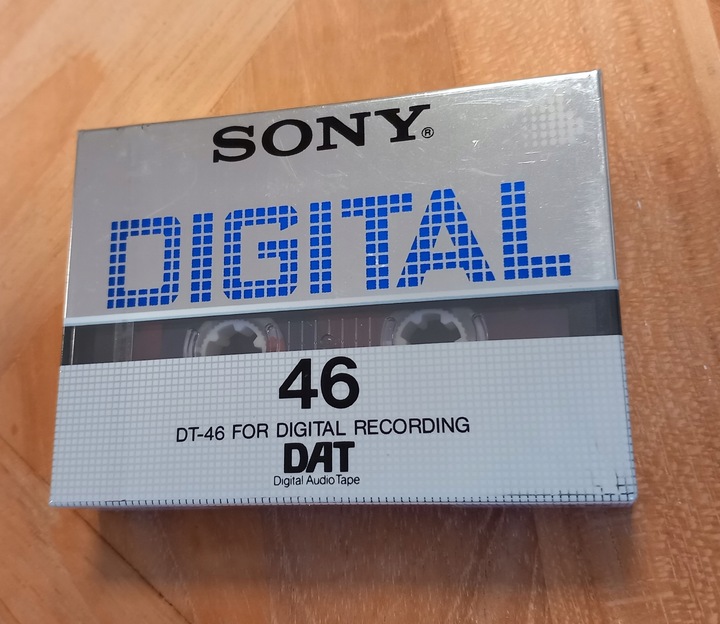 SONY®
DIGITAL
46
DT-46 FOR DIGITAL RECORDING
DAT
Digital Audio Tape